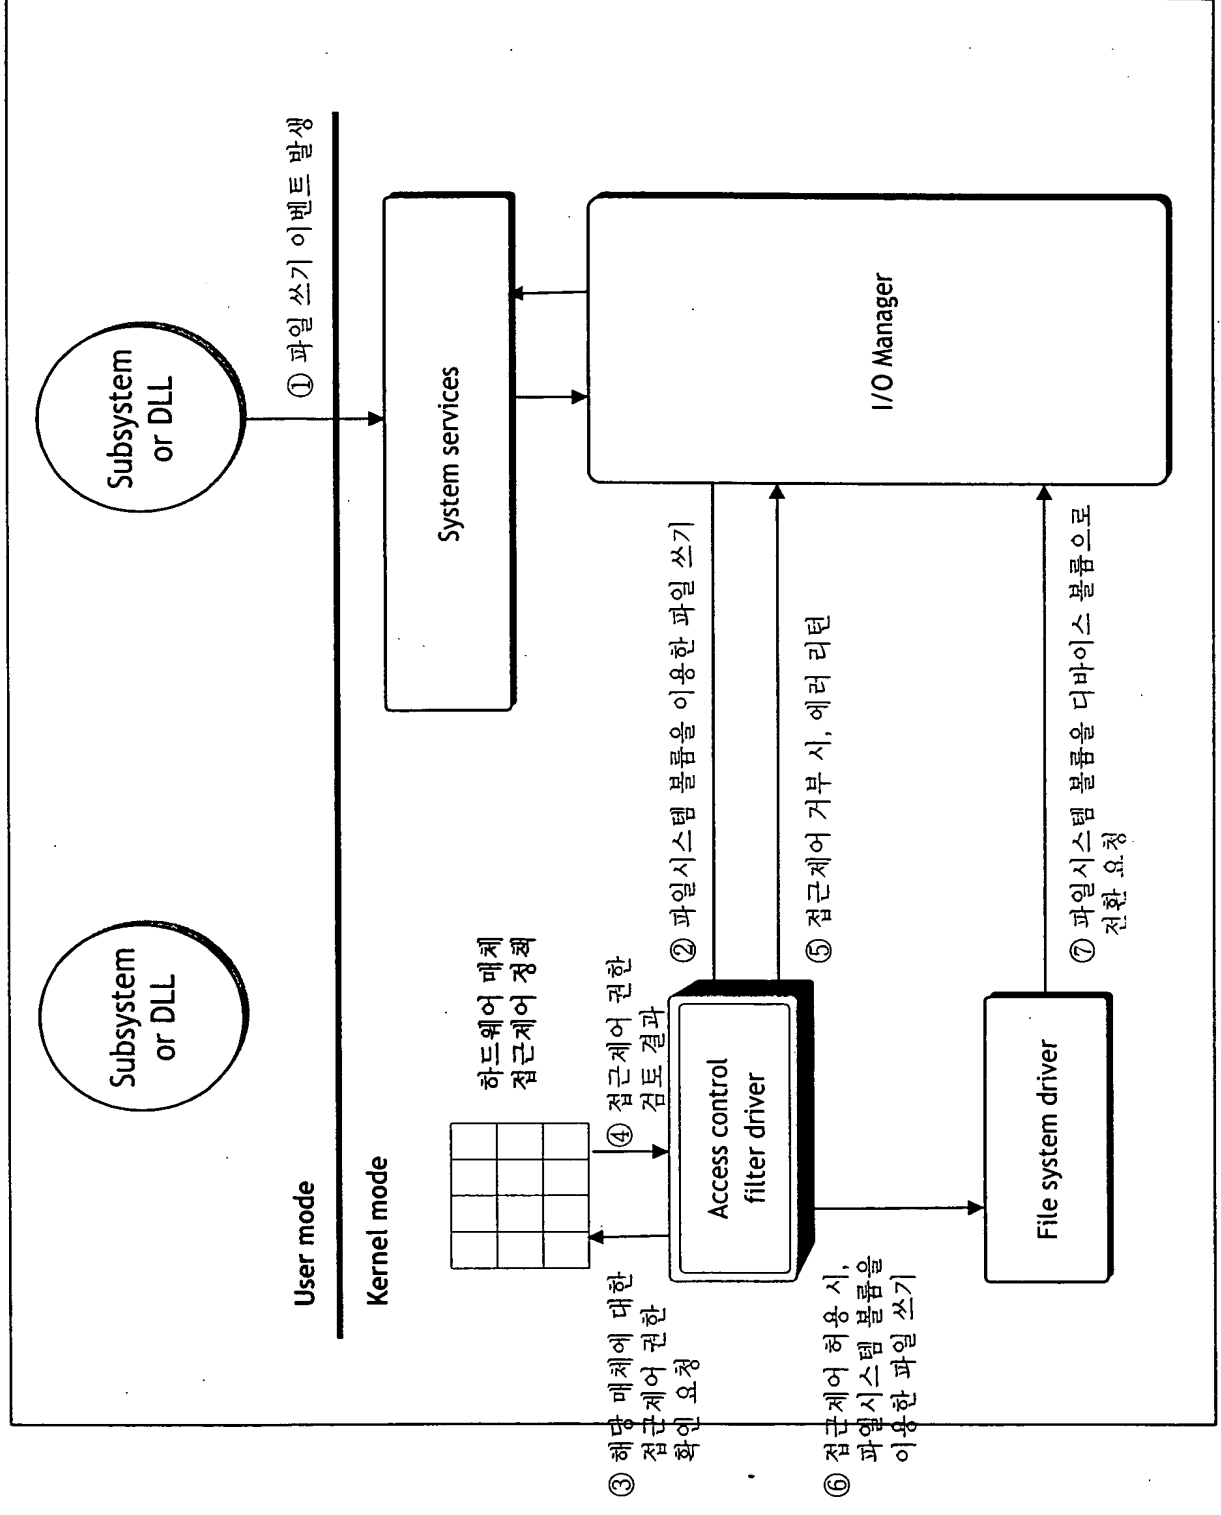 Subsystem
or DLL
Subsystem
or DLL
① 파일 쓰기 이벤트 발생
User mode
Kernel mode
System services
하드웨어 매체
접근제어 정책
③ 해당 매체에 대한
접근제어 권한
확인 요청
④ 접근제어 권한
검토 결과
② 파일시스템 볼륨을 이용한 파일 쓰기
Access control
filter driver
⑤ 접근제어 거부 시, 에러 리턴
I/O Manager
⑥ 접근제어 허용 시,
파일시스템 볼륨을
이용한 파일 쓰기
File system driver
⑦ 파일시스템 볼륨을 디바이스 볼륨으로
전환 요청